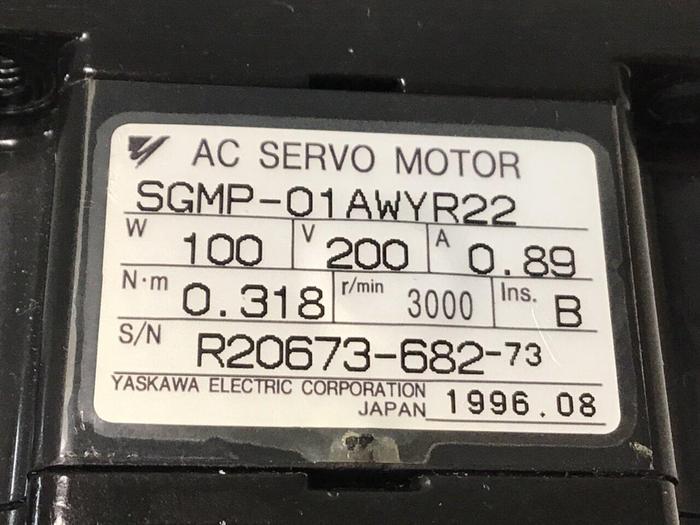 AC SERVO MOTOR
SGMP-01AWYR22
W 100 V 200 A 0.89
N·m 0.318 r/min 3000 Ins. B
S/N R20673-682-73
YASKAWA ELECTRIC CORPORATION
JAPAN 1996.08